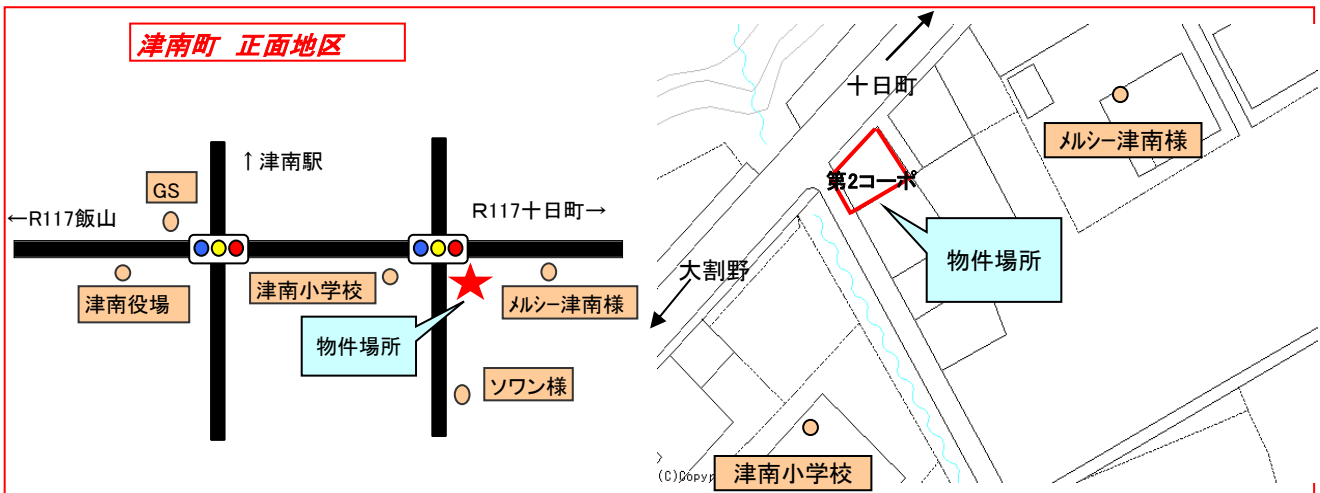 津南町 正面地区
↑津南駅
GS
←R117飯山
R117十日町→
津南役場
津南小学校
メルシー津南様
物件場所
ソワン様
十日町
メルシー津南様
第2コーポ
物件場所
大割野
津南小学校